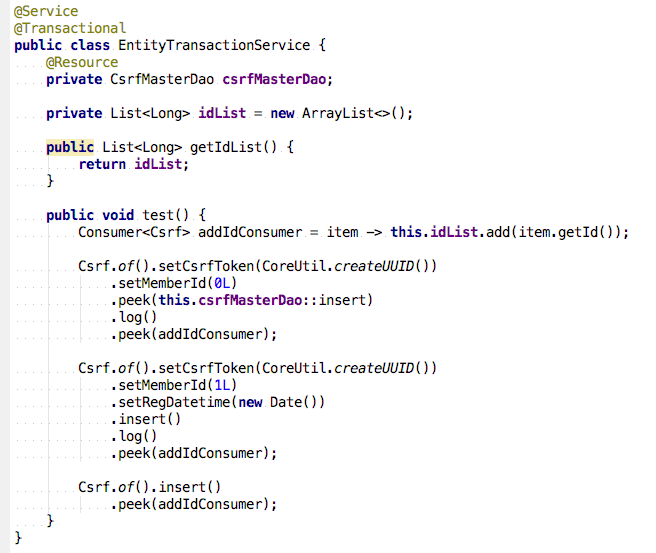 @Service
@Transactional
public class EntityTransactionService {
    @Resource
    private CsrfMasterDao csrfMasterDao;

    private List<Long> idList = new ArrayList<>();

    public List<Long> getIdList() {
        return idList;
    }

    public void test() {
        Consumer<Csrf> addIdConsumer = item -> this.idList.add(item.getId());

        Csrf.of().setCsrfToken(CoreUtil.createUUID())
            .setMemberId(0L)
            .peek(this.csrfMasterDao::insert)
            .log()
            .peek(addIdConsumer);

        Csrf.of().setCsrfToken(CoreUtil.createUUID())
            .setMemberId(1L)
            .setRegDatetime(new Date())
            .insert()
            .log()
            .peek(addIdConsumer);

        Csrf.of().insert()
            .peek(addIdConsumer);
    }
}